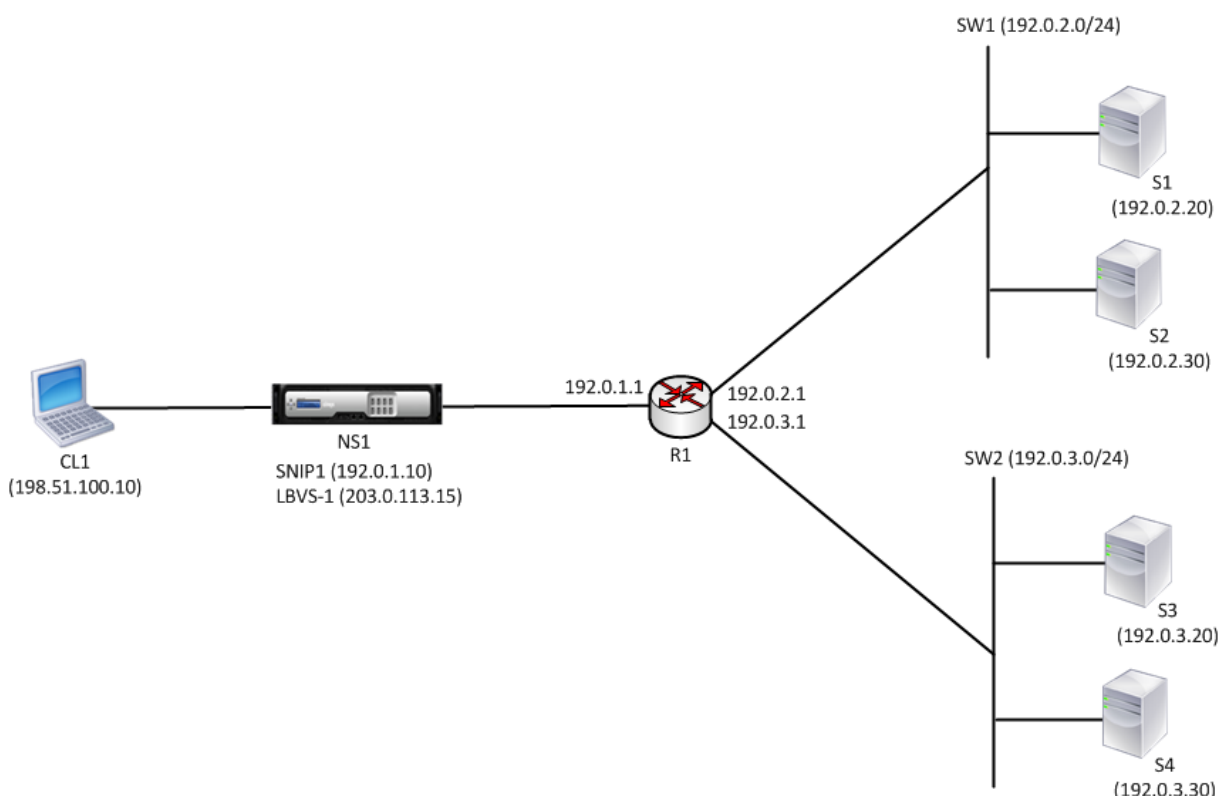 SW1 (192.0.2.0/24)
S1
(192.0.2.20)
S2
(192.0.2.30)
192.0.1.1
192.0.2.1
192.0.3.1
R1
NS1
SNIP1 (192.0.1.10)
LBVS-1 (203.0.113.15)
CL1
(198.51.100.10)
SW2 (192.0.3.0/24)
S3
(192.0.3.20)
S4
(192.0.3.30)